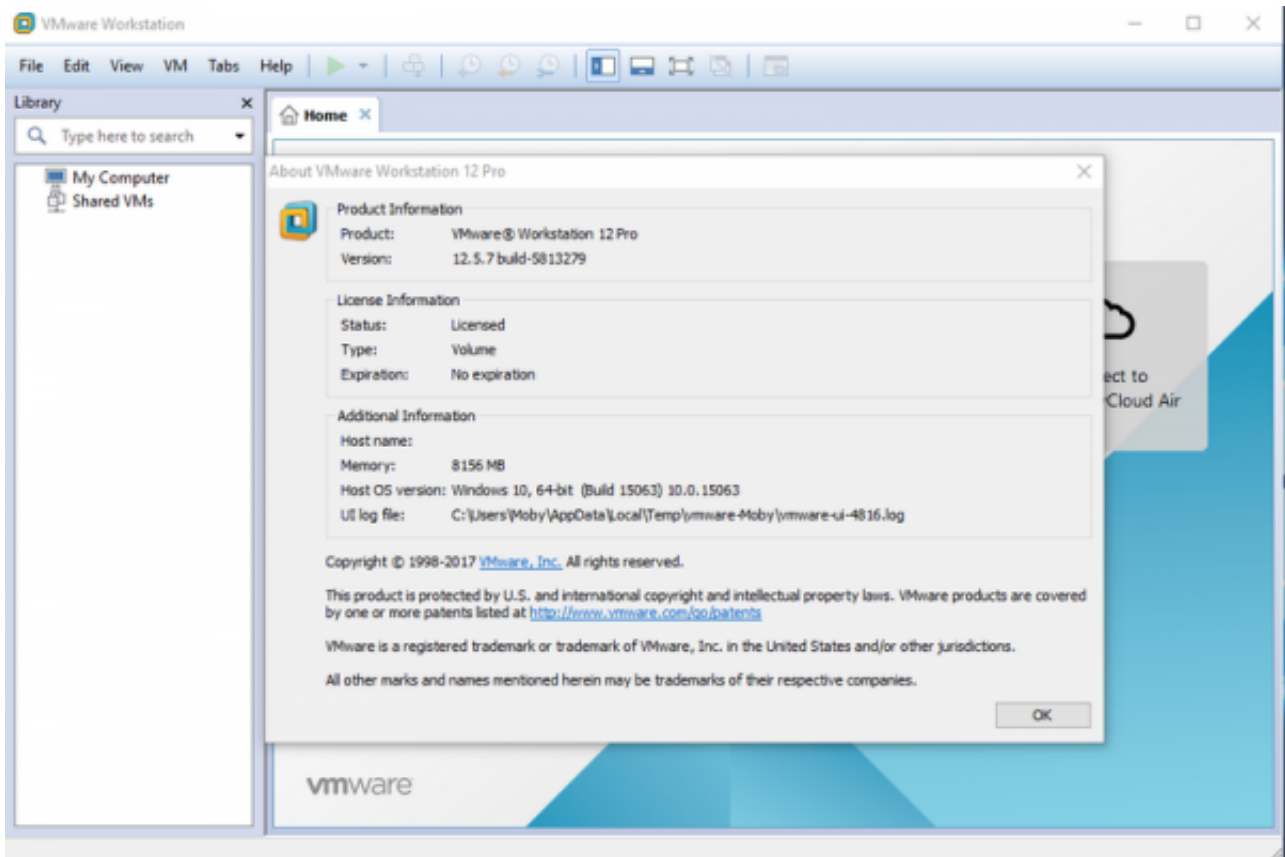 VMware Workstation
File Edit View VM Tabs Help
Library
Type here to search
My Computer
Shared VMs
Home
About VMware Workstation 12 Pro
Product Information
Product: VMware® Workstation 12 Pro
Version: 12.5.7 build-5813279
License Information
Status: Licensed
Type: Volume
Expiration: No expiration
Additional Information
Host name:
Memory: 8156 MB
Host OS version: Windows 10, 64-bit (Build 15063) 10.0.15063
UI log file: C:\Users\Moby\AppData\Local\Temp\vmware-Moby\vmware-ui-4816.log
Copyright © 1998-2017 VMware, Inc. All rights reserved.
This product is protected by U.S. and international copyright and intellectual property laws. VMware products are covered
by one or more patents listed at http://www.vmware.com/go/patents
VMware is a registered trademark or trademark of VMware, Inc. in the United States and/or other jurisdictions.
All other marks and names mentioned herein may be trademarks of their respective companies.
OK
ect to
Cloud Air
vmware